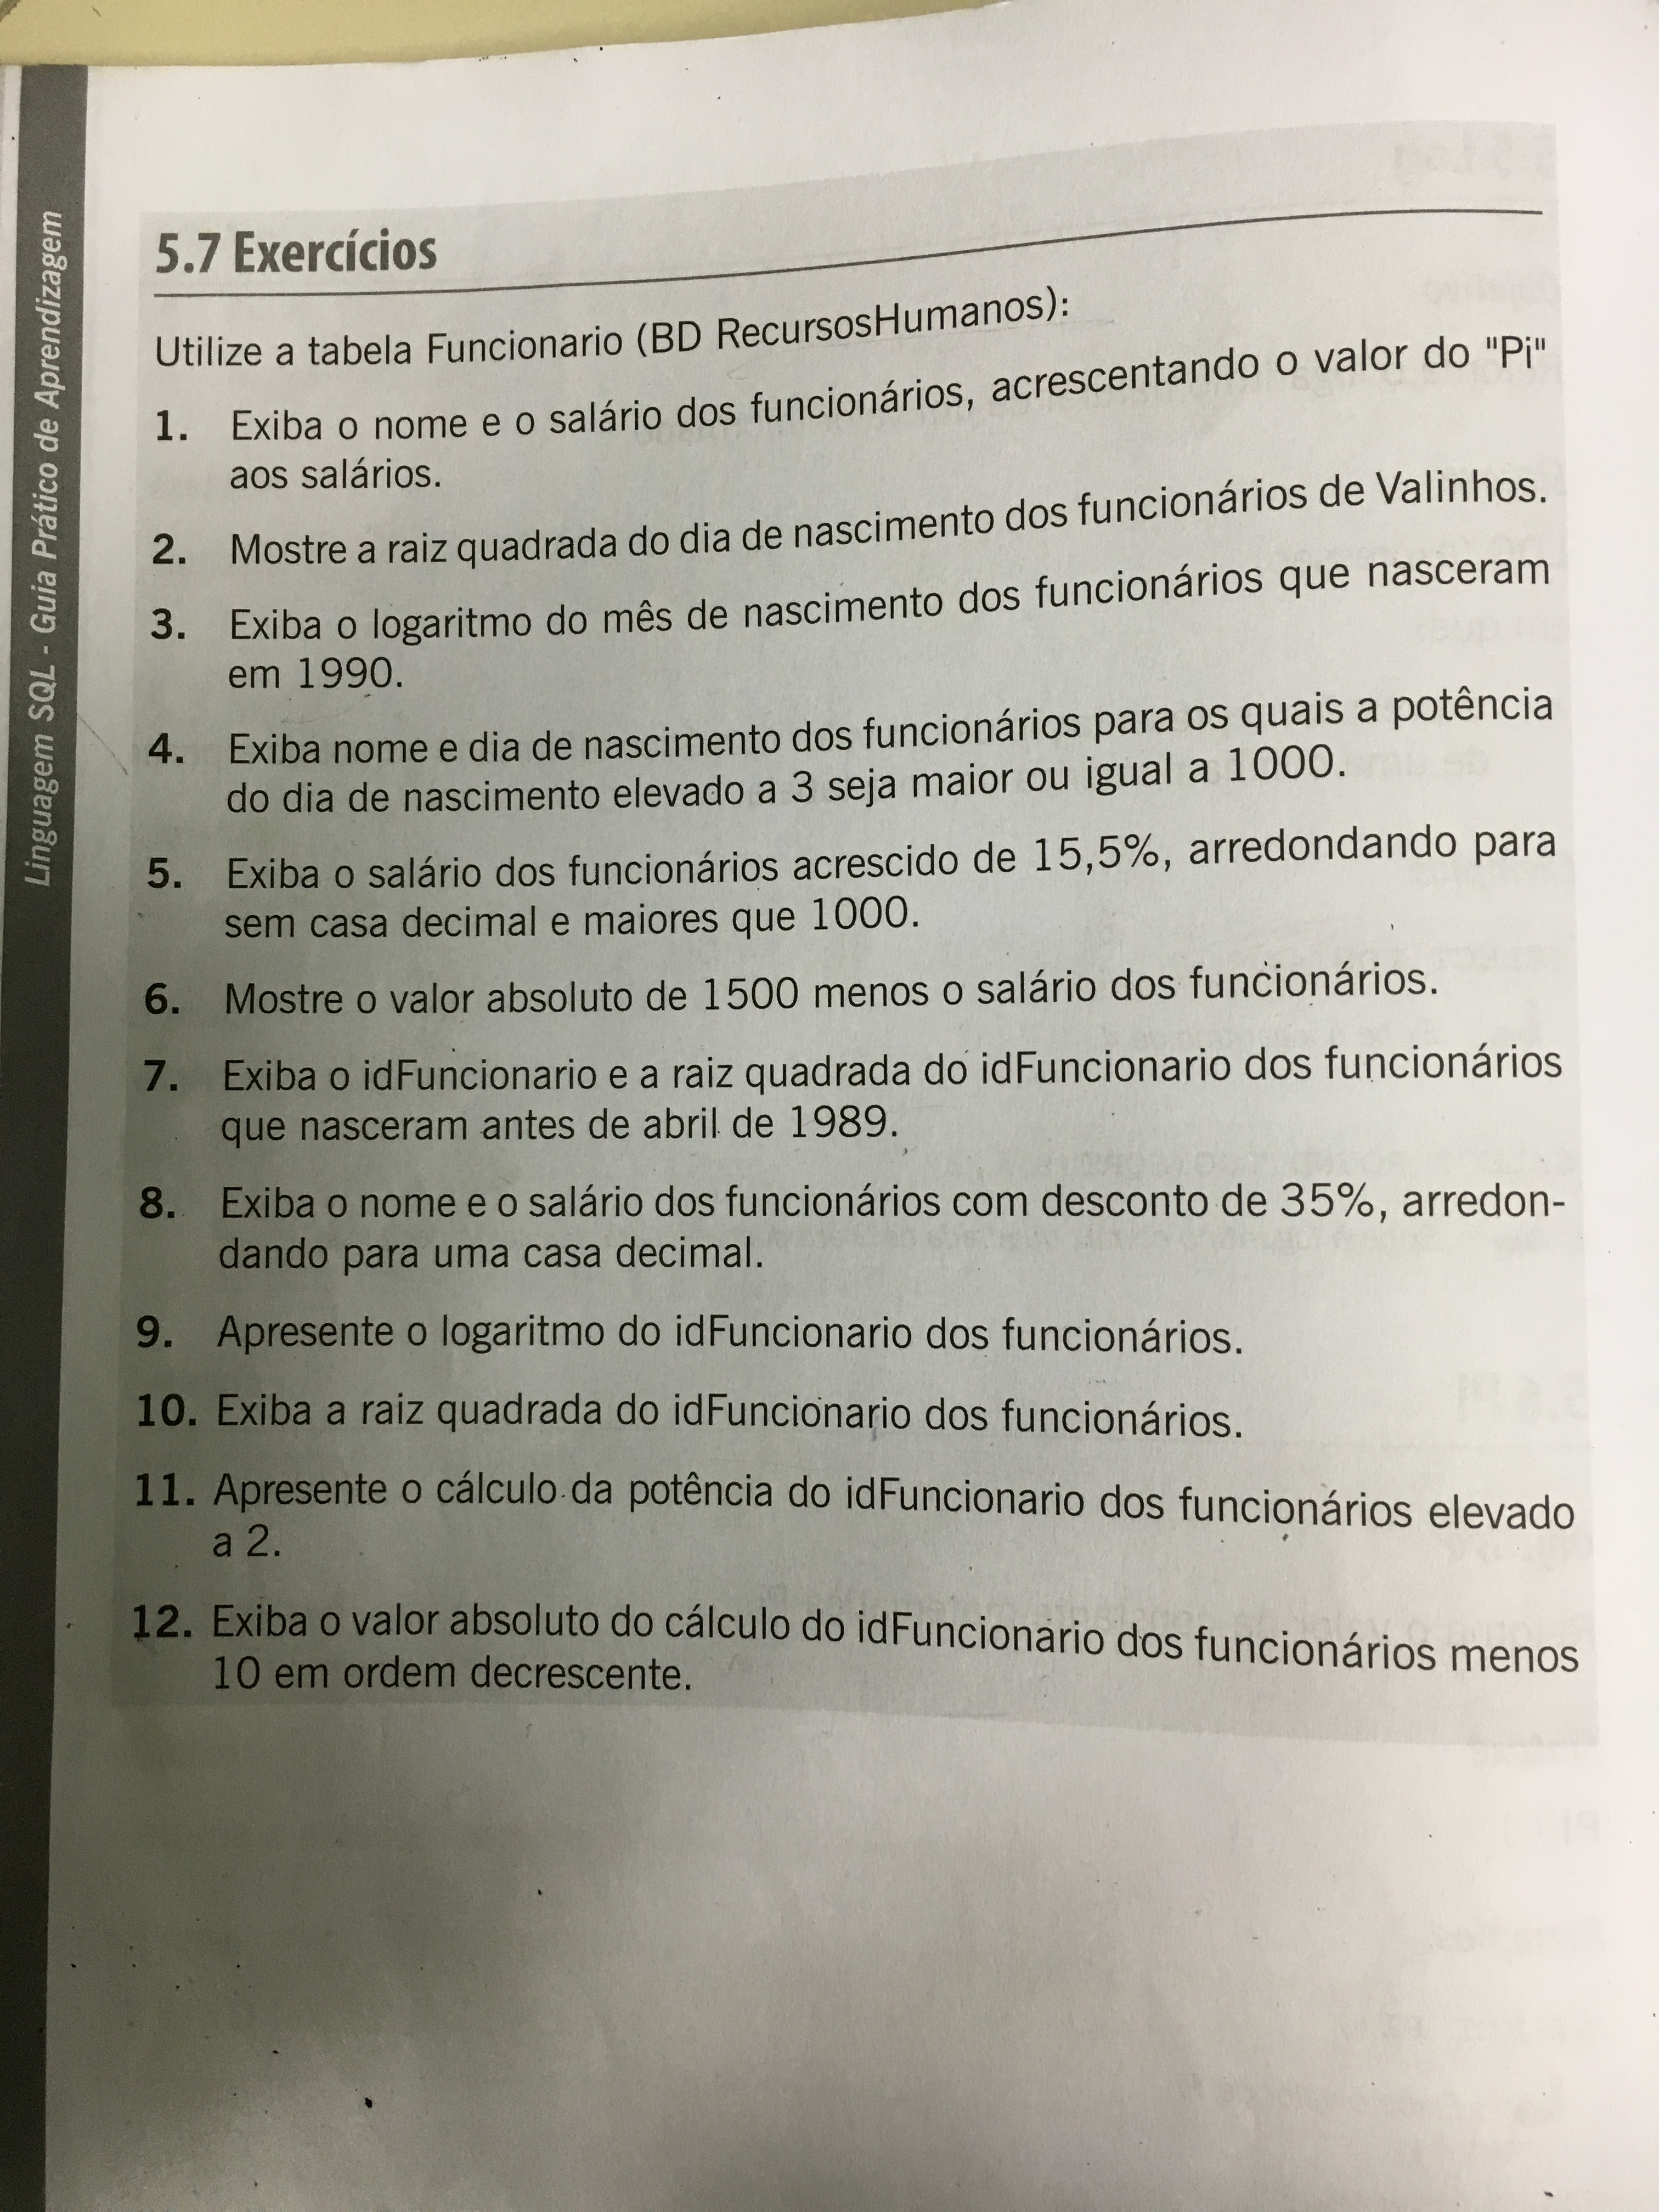 Linguagem SQL - Guia Prático de Aprendizagem
5.7 Exercícios
Utilize a tabela Funcionario (BD RecursosHumanos):
1. Exiba o nome e o salário dos funcionários, acrescentando o valor do "Pi"
aos salários.
2. Mostre a raiz quadrada do dia de nascimento dos funcionários de Valinhos.
3. Exiba o logaritmo do mês de nascimento dos funcionários que nasceram
em 1990.
4. Exiba nome e dia de nascimento dos funcionários para os quais a potência
do dia de nascimento elevado a 3 seja maior ou igual a 1000.
5. Exiba o salário dos funcionários acrescido de 15,5%, arredondando para
sem casa decimal e maiores que 1000.
6. Mostre o valor absoluto de 1500 menos o salário dos funcionários.
7. Exiba o idFuncionario e a raiz quadrada do idFuncionario dos funcionários
que nasceram antes de abril de 1989.
8. Exiba o nome e o salário dos funcionários com desconto de 35%, arredon-
dando para uma casa decimal.
9. Apresente o logaritmo do idFuncionario dos funcionários.
10. Exiba a raiz quadrada do idFuncionario dos funcionários.
11. Apresente o cálculo da potência do idFuncionario dos funcionários elevado
a 2.
12. Exiba o valor absoluto do cálculo do idFuncionario dos funcionários menos
10 em ordem decrescente.